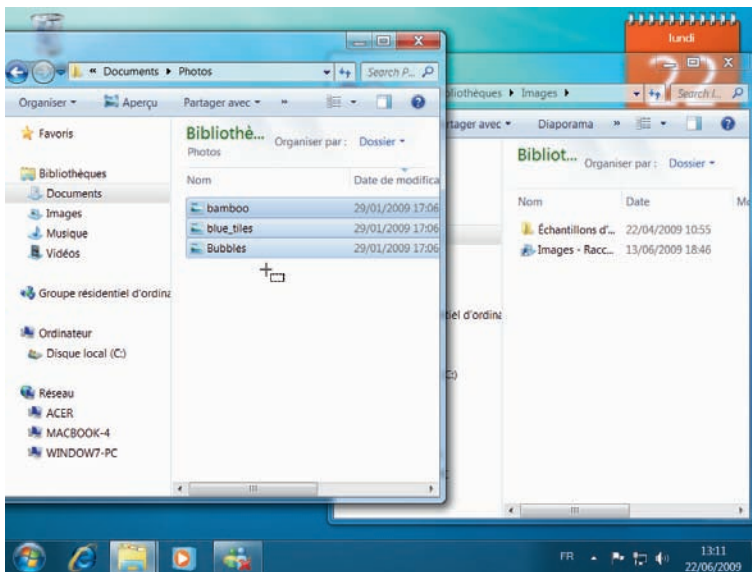 lundi
22
Documents ▸ Photos
Search P...
Organiser
Aperçu
Partager avec
»
Favoris
Bibliothèques
Documents
Images
Musique
Vidéos
Groupe résidentiel d'ordina
Ordinateur
Disque local (C:)
Réseau
ACER
MACBOOK-4
WINDOW7-PC
Bibliothè...
Photos
Organiser par : Dossier
Nom Date de modifica
bamboo 29/01/2009 17:06
blue_tiles 29/01/2009 17:06
Bubbles 29/01/2009 17:06
bliothèques ▸ Images ▸
Search I...
rtager avec Diaporama »
Bibliot...
Organiser par : Dossier
Nom Date Mo
Échantillons d'... 22/04/2009 10:55
Images - Racc... 13/06/2009 18:46
tiel d'ordina
C:)
FR
13:11
22/06/2009